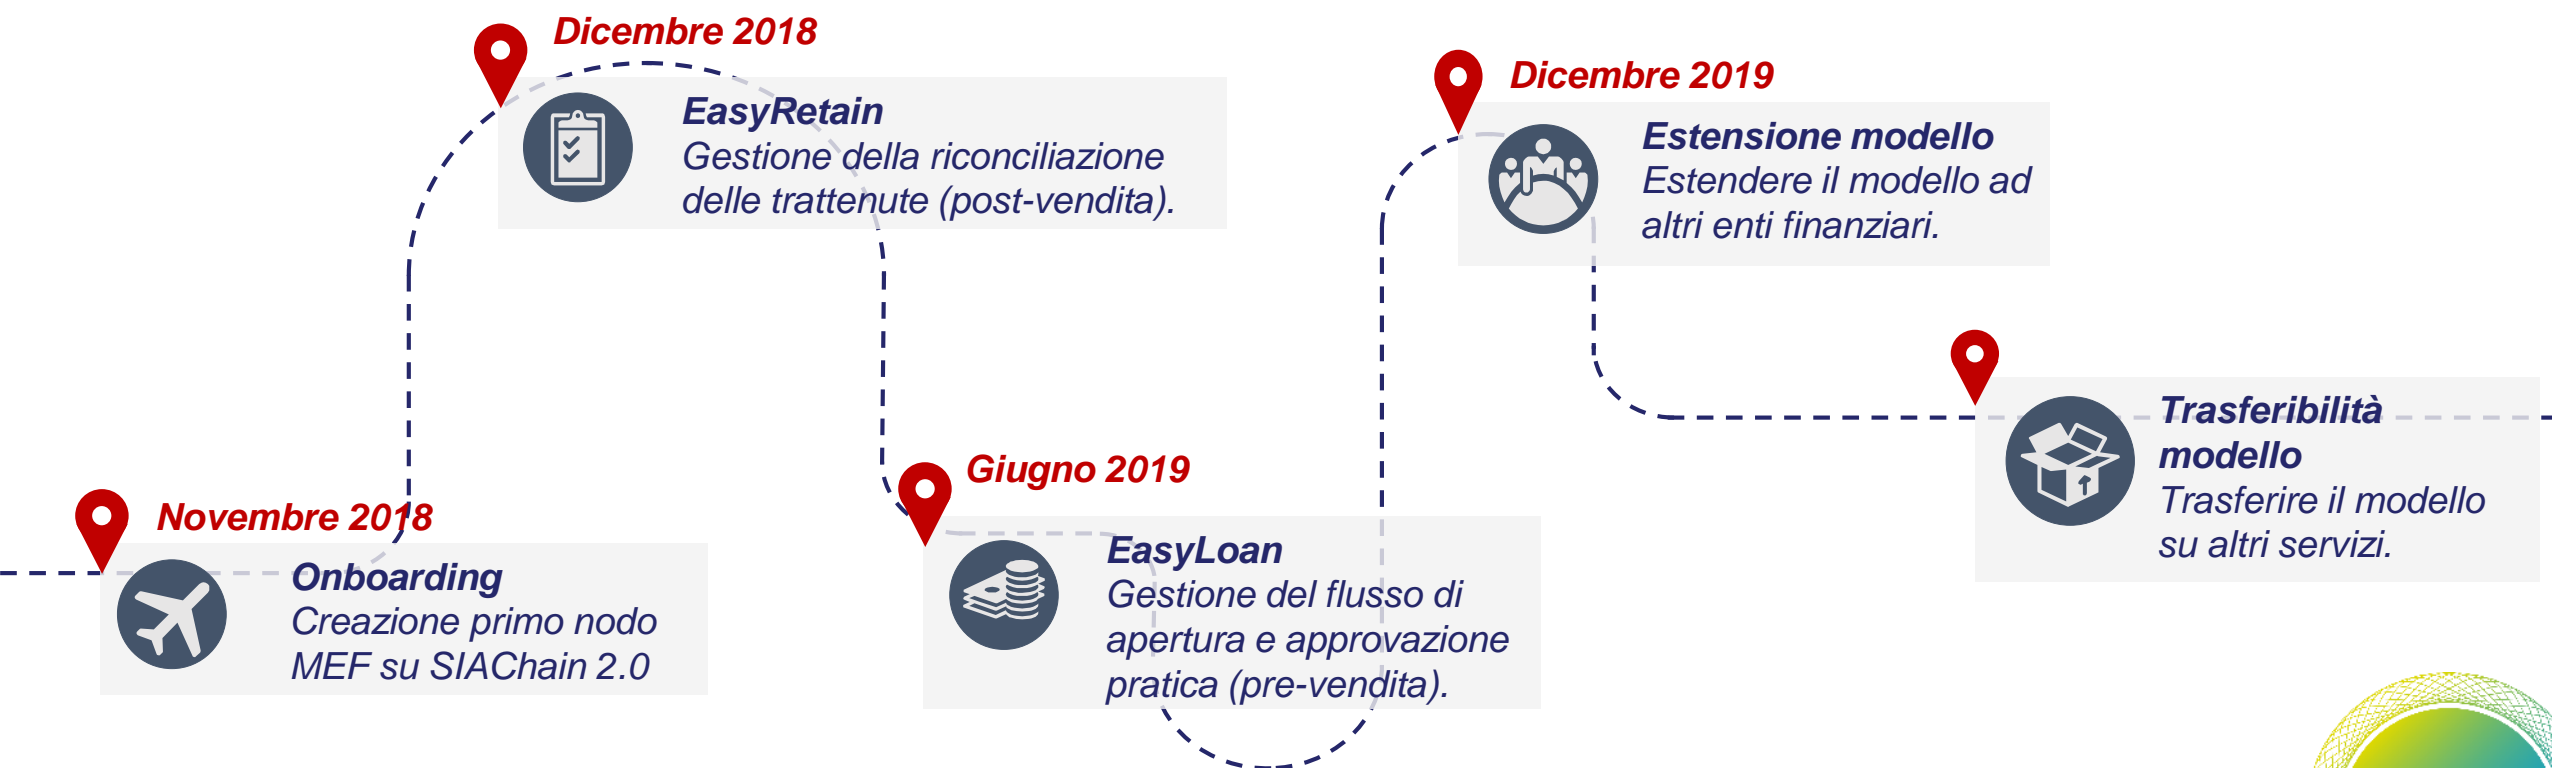 Novembre 2018
Onboarding
Creazione primo nodo
MEF su SIAChain 2.0
Dicembre 2018
EasyRetain
Gestione della riconciliazione
delle trattenute (post-vendita).
Giugno 2019
EasyLoan
Gestione del flusso di
apertura e approvazione
pratica (pre-vendita).
Dicembre 2019
Estensione modello
Estendere il modello ad
altri enti finanziari.
Trasferibilità
modello
Trasferire il modello
su altri servizi.